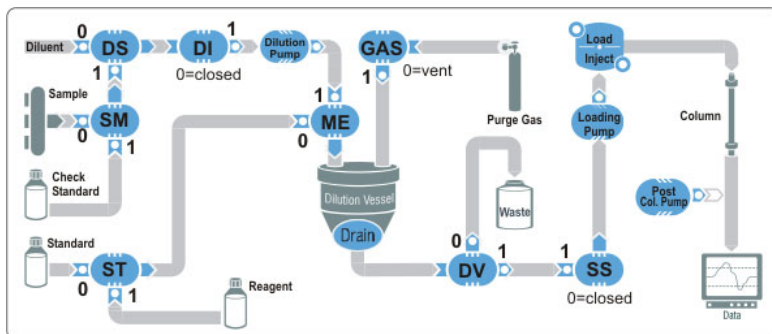 Diluent
0
DS
DI
1
Dilution
Pump
GAS
0=closed
1
1
0=vent
Load
Inject
Sample
SM
0
1
1
ME
0
Purge Gas
Loading
Pump
Column
Check
Standard
Dilution Vessel
Drain
Waste
Post
Col. Pump
Standard
0
ST
1
Reagent
0
DV
1
1
SS
0=closed
Data